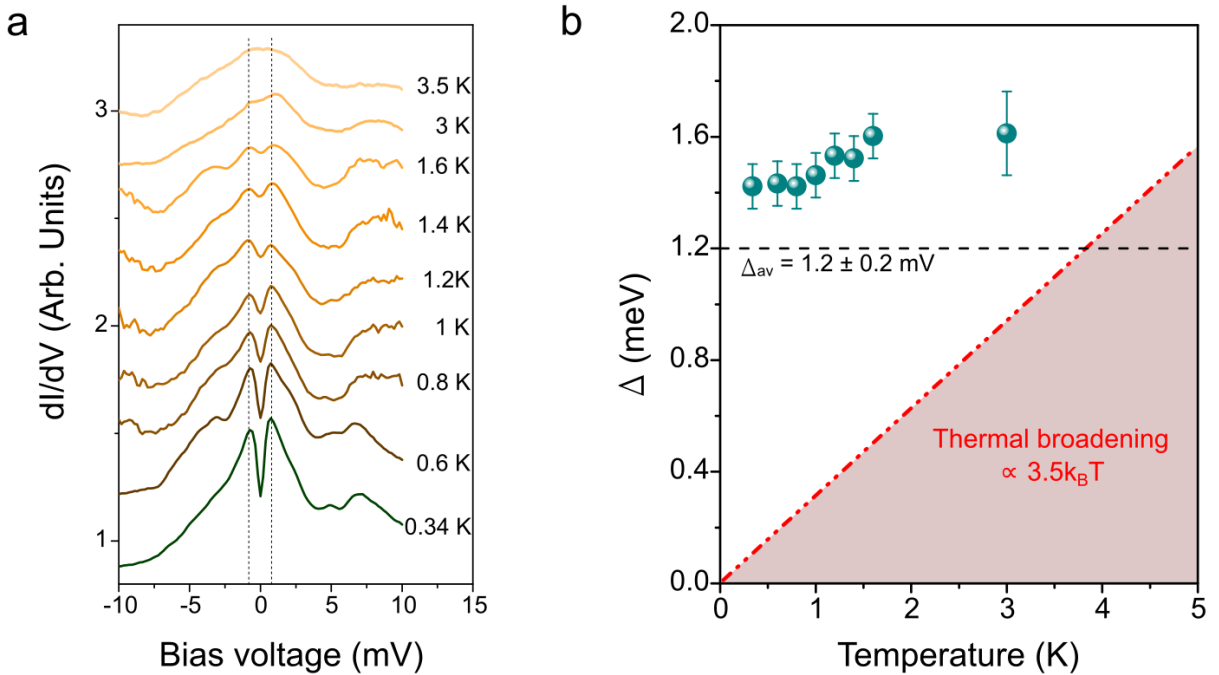 a
3
2
1
dI/dV (Arb. Units)
3.5 K
3 K
1.6 K
1.4 K
1.2K
1 K
0.8 K
0.6 K
0.34 K
-10 -5 0 5 10 15
Bias voltage (mV)
b
2.0
1.6
1.2
0.8
0.4
0.0
Δ (meV)
Δav = 1.2 ± 0.2 mV
Thermal broadening
∝ 3.5kBT
0 1 2 3 4 5
Temperature (K)